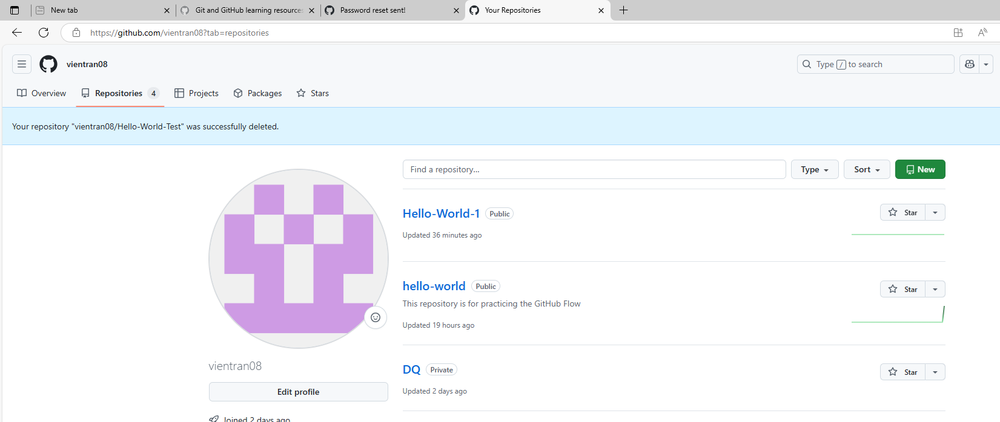 New tab
Git and GitHub learning resources
Password reset sent!
Your Repositories
https://github.com/vientran08?tab=repositories
vientran08
Type / to search
Overview
Repositories 4
Projects
Packages
Stars
Your repository "vientran08/Hello-World-Test" was successfully deleted.
Find a repository...
Type
Sort
New
Hello-World-1 Public
Star
Updated 36 minutes ago
hello-world Public
Star
This repository is for practicing the GitHub Flow
Updated 19 hours ago
DQ Private
Star
Updated 2 days ago
vientran08
Edit profile
Joined 2 days ago